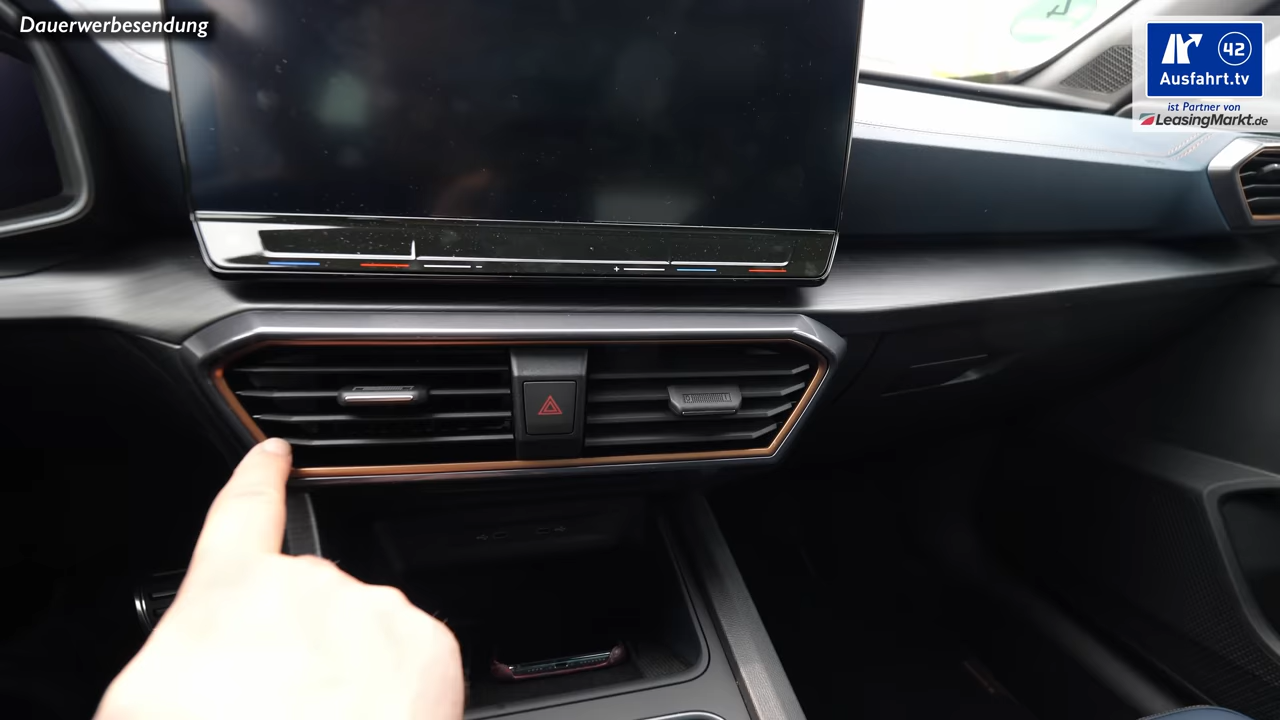 Dauerwerbesendung
42
Ausfahrt.tv
ist Partner von
LeasingMarkt.de
- +